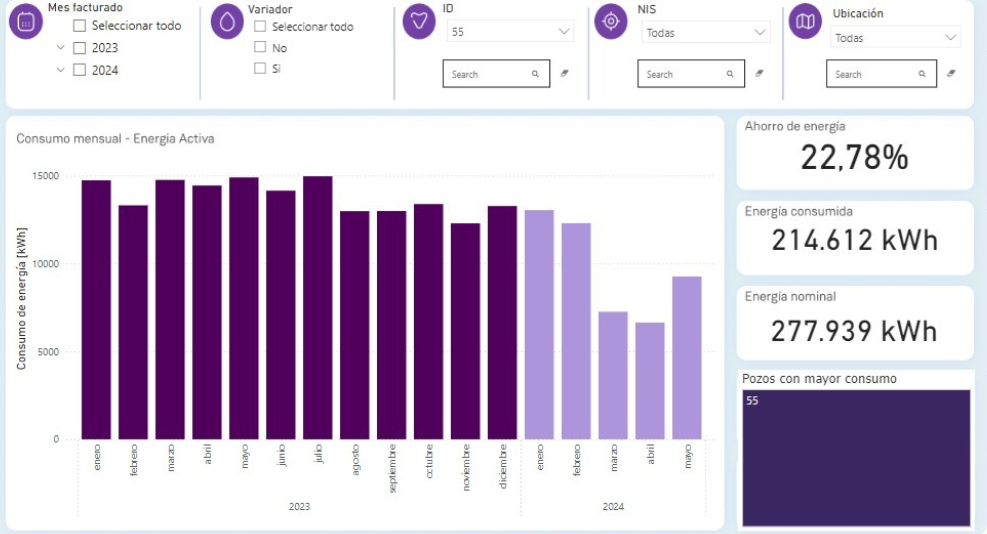 Mes facturado
Seleccionar todo
2023
2024
Variador
Seleccionar todo
No
Si
ID
55
Search
NIS
Todas
Search
Ubicación
Todas
Search
Consumo mensual - Energía Activa
Consumo de energía [kWh]
15000
10000
5000
0
enero
febrero
marzo
abril
mayo
junio
julio
agosto
septiembre
octubre
noviembre
diciembre
enero
febrero
marzo
abril
mayo
2023
2024
Ahorro de energía
22,78%
Energía consumida
214.612 kWh
Energía nominal
277.939 kWh
Pozos con mayor consumo
55